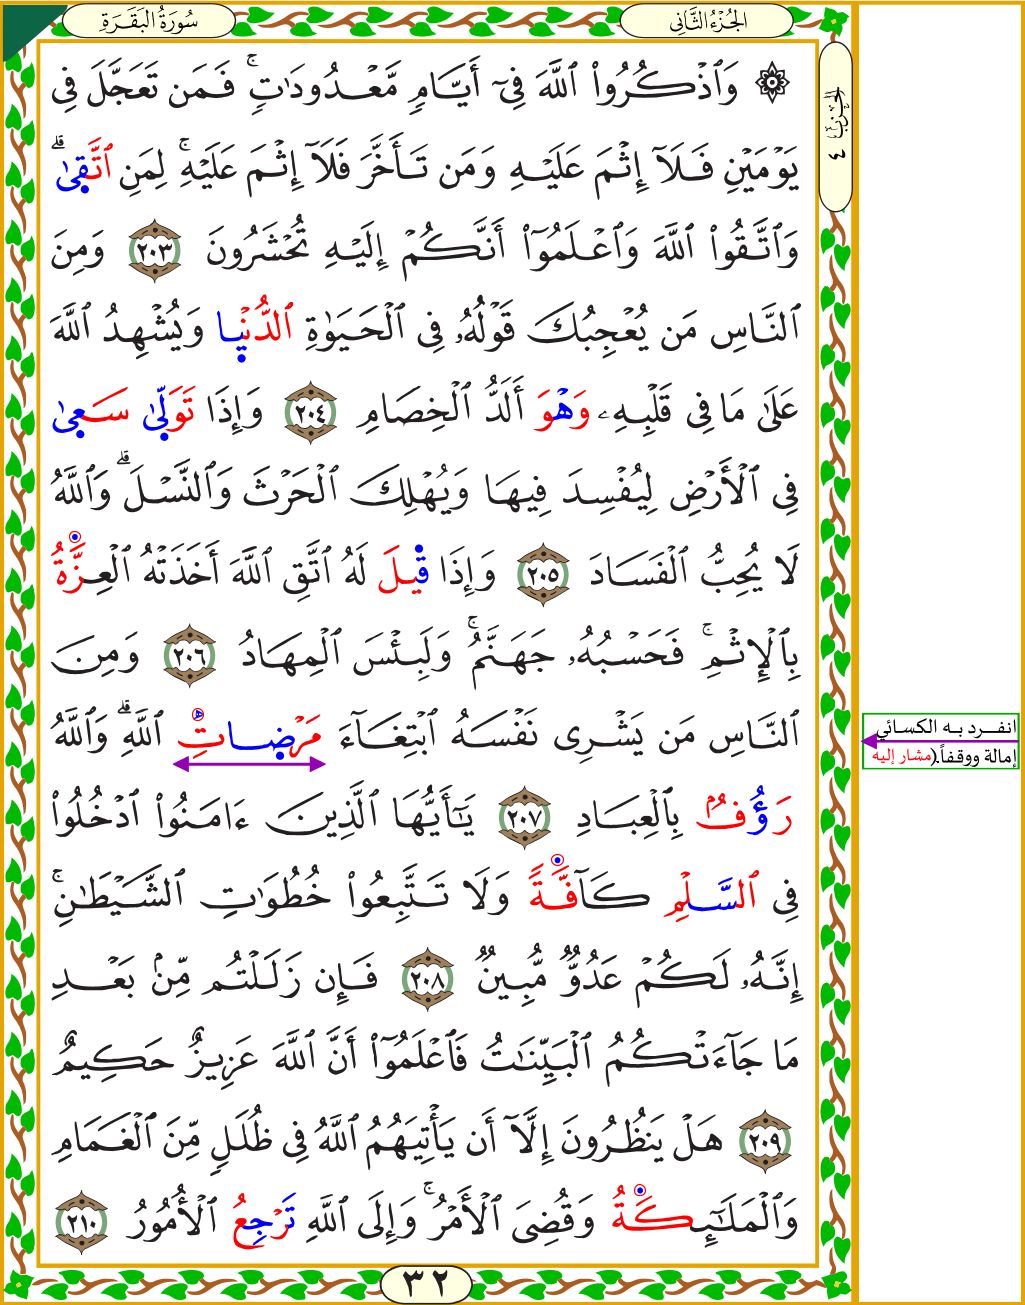 سُورَةُ البَقَرَةِ
الجُزْءُ الثَّانِي
الحِزب ٤
۞ وَٱذْكُرُوا۟ ٱللَّهَ فِىٓ أَيَّامٍ مَّعْدُودَٰتٍ ۚ فَمَن تَعَجَّلَ فِى
يَوْمَيْنِ فَلَآ إِثْمَ عَلَيْهِ وَمَن تَأَخَّرَ فَلَآ إِثْمَ عَلَيْهِ ۚ لِمَنِ ٱتَّقِىٰ ۗ
وَٱتَّقُوا۟ ٱللَّهَ وَٱعْلَمُوٓا۟ أَنَّكُمْ إِلَيْهِ تُحْشَرُونَ ٢٠٣ وَمِنَ
ٱلنَّاسِ مَن يُعْجِبُكَ قَوْلُهُۥ فِى ٱلْحَيَوٰةِ ٱلدُّنْيِا وَيُشْهِدُ ٱللَّهَ
عَلَىٰ مَا فِى قَلْبِهِۦ وَهْوَ أَلَدُّ ٱلْخِصَامِ ٢٠٤ وَإِذَا تَوَلِّىٰ سَعِىٰ
فِى ٱلْأَرْضِ لِيُفْسِدَ فِيهَا وَيُهْلِكَ ٱلْحَرْثَ وَٱلنَّسْلَ ۗ وَٱللَّهُ
لَا يُحِبُّ ٱلْفَسَادَ ٢٠٥ وَإِذَا قِيلَ لَهُ ٱتَّقِ ٱللَّهَ أَخَذَتْهُ ٱلْعِزَّةُ
بِٱلْإِثْمِ ۚ فَحَسْبُهُۥ جَهَنَّمُ ۚ وَلَبِئْسَ ٱلْمِهَادُ ٢٠٦ وَمِنَ
ٱلنَّاسِ مَن يَشْرِى نَفْسَهُ ٱبْتِغَآءَ مَرْضِاتِ ٱللَّهِ ۗ وَٱللَّهُ
رَؤُفٌۢ بِٱلْعِبَادِ ٢٠٧ يَـٰٓأَيُّهَا ٱلَّذِينَ ءَامَنُوا۟ ٱدْخُلُوا۟
فِى ٱلسَّلْمِ كَآفَّةً وَلَا تَتَّبِعُوا۟ خُطُوَٰتِ ٱلشَّيْطَـٰنِ ۚ
إِنَّهُۥ لَكُمْ عَدُوٌّ مُّبِينٌ ٢٠٨ فَإِن زَلَلْتُم مِّنۢ بَعْدِ
مَا جَآءَتْكُمُ ٱلْبَيِّنَـٰتُ فَٱعْلَمُوٓا۟ أَنَّ ٱللَّهَ عَزِيزٌ حَكِيمٌ
٢٠٩ هَلْ يَنظُرُونَ إِلَّآ أَن يَأْتِيَهُمُ ٱللَّهُ فِى ظُلَلٍ مِّنَ ٱلْغَمَامِ
وَٱلْمَلَـٰٓئِكَةُ وَقُضِىَ ٱلْأَمْرُ ۚ وَإِلَى ٱللَّهِ تَرْجِعُ ٱلْأُمُورُ ٢١٠
انفرد به الكسائي
إمالة ووقفاً.(مشار إليه
٣٢